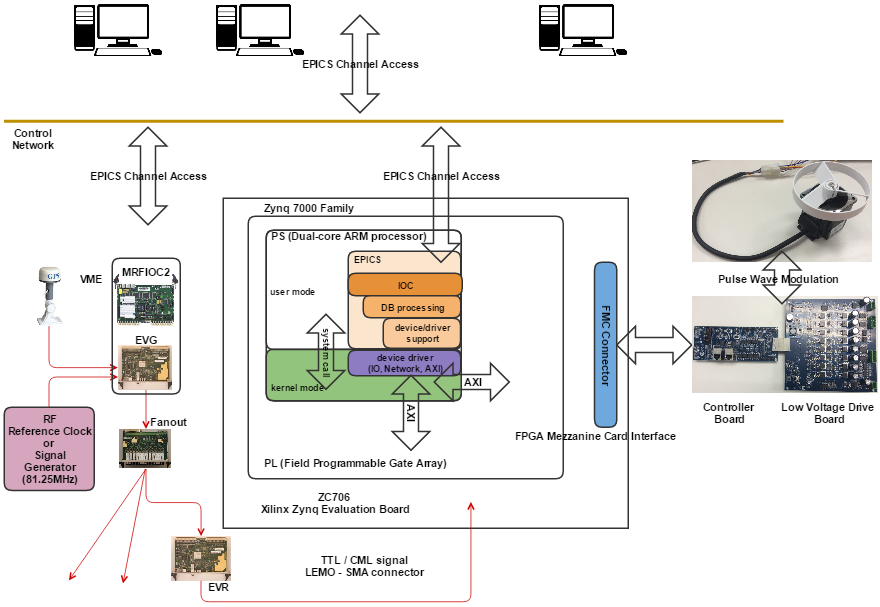 EPICS Channel Access
Control
Network
EPICS Channel Access
EPICS Channel Access
Zynq 7000 Family
PS (Dual-core ARM processor)
EPICS
user mode
IOC
DB processing
device/driver
support
system call
device driver
(IO, Network, AXI)
kernel mode
AXI
AXI
PL (Field Programmable Gate Array)
FMC Connector
FPGA Mezzanine Card Interface
ZC706
Xilinx Zynq Evaluation Board
GPS
VME
MRFIOC2
EVG
RF
Reference Clock
or
Signal
Generator
(81.25MHz)
Fanout
EVR
TTL / CML signal
LEMO - SMA connector
Pulse Wave Modulation
Controller
Board
Low Voltage Drive
Board